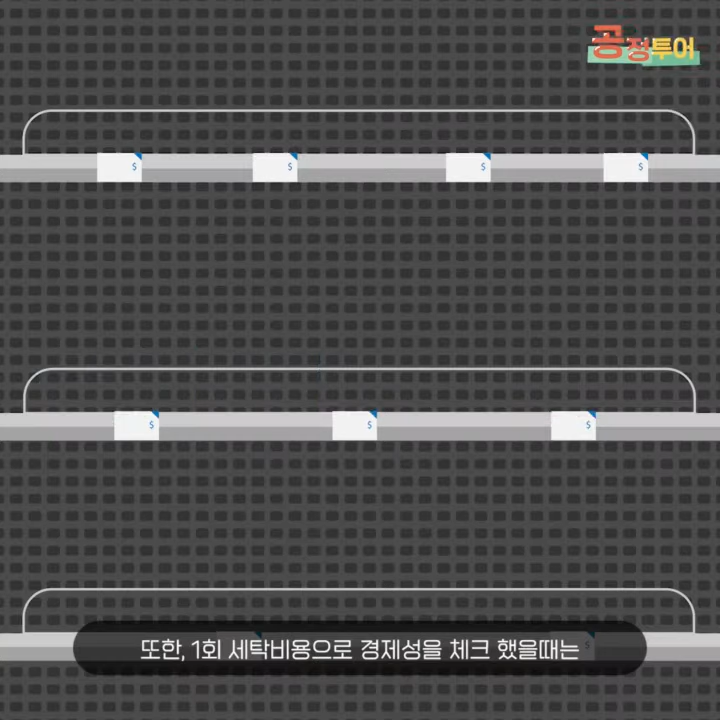 공정투어
$ $ $ $
$ $ $
또한, 1회 세탁비용으로 경제성을 체크 했을때는